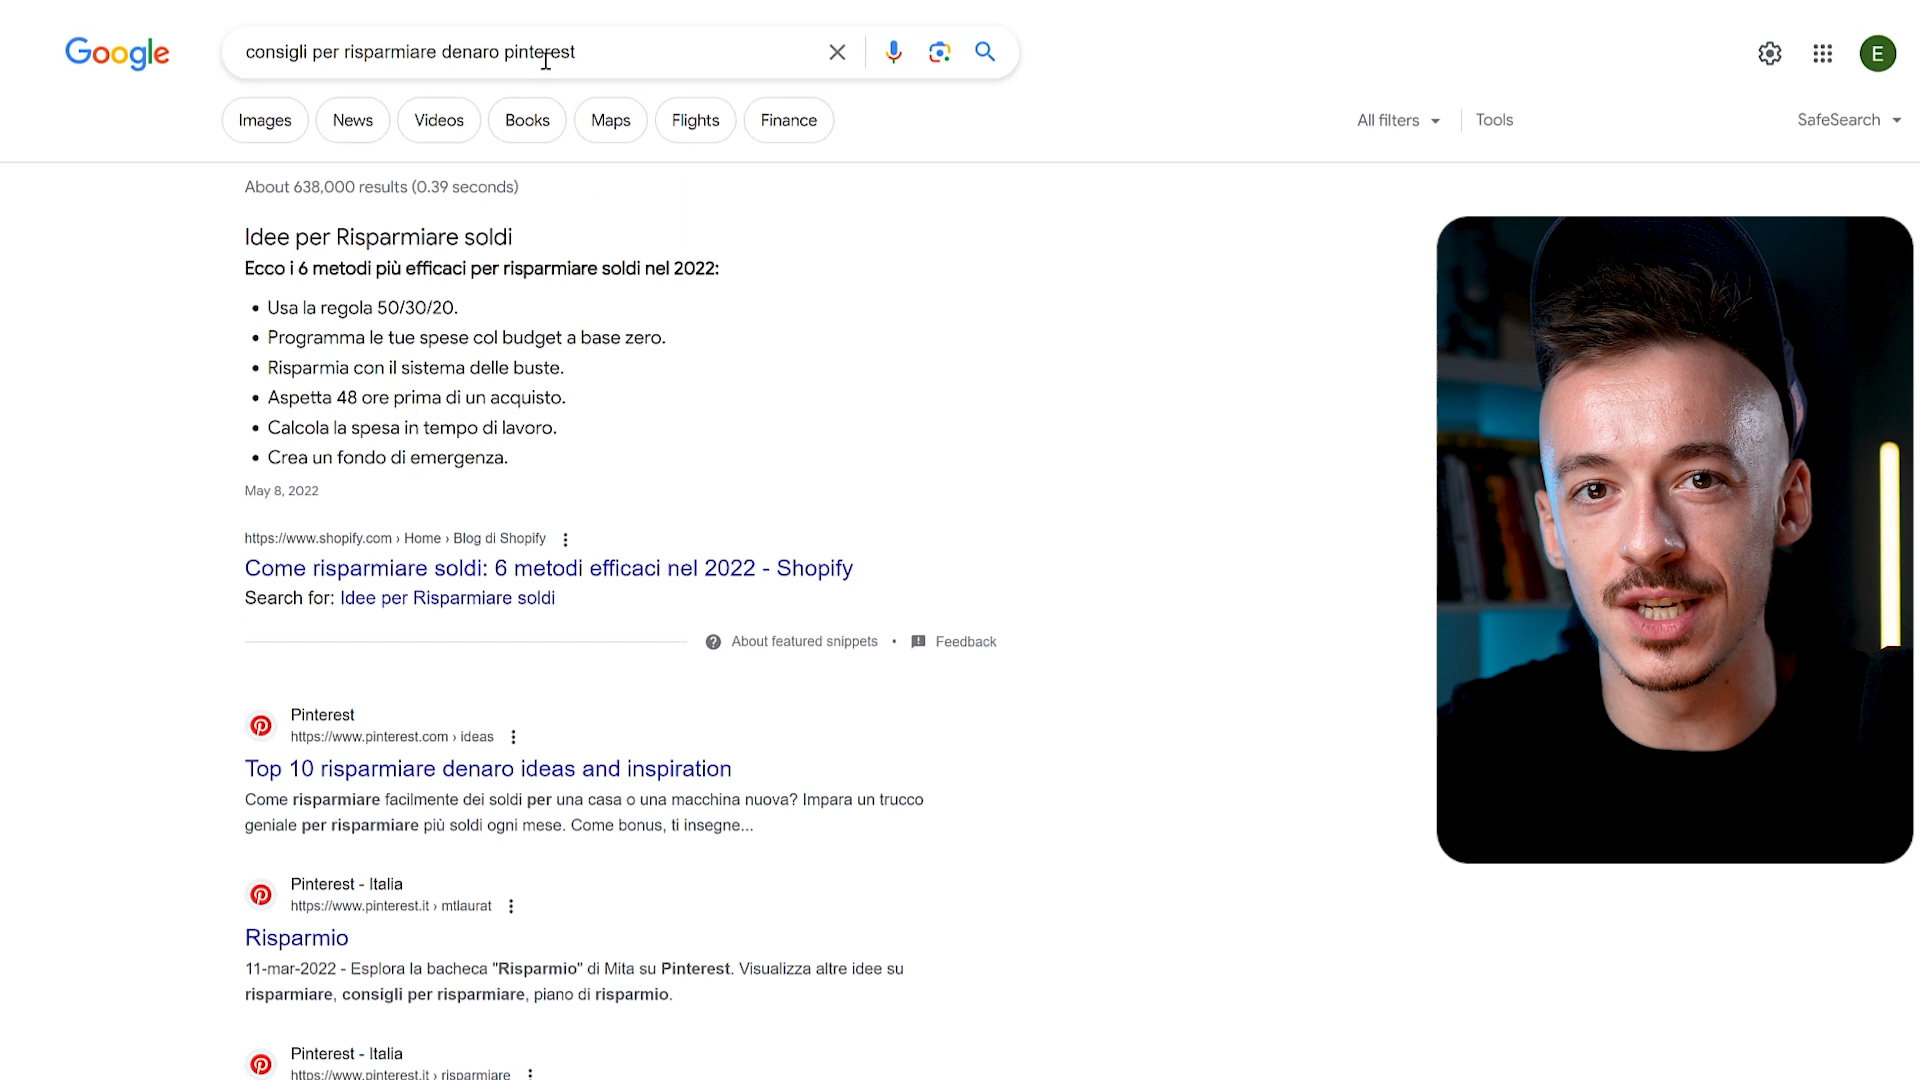 Google
consigli per risparmiare denaro pinterest
E
Images
News
Videos
Books
Maps
Flights
Finance
All filters
Tools
SafeSearch
About 638,000 results (0.39 seconds)
Idee per Risparmiare soldi
Ecco i 6 metodi più efficaci per risparmiare soldi nel 2022:
• Usa la regola 50/30/20.
• Programma le tue spese col budget a base zero.
• Risparmia con il sistema delle buste.
• Aspetta 48 ore prima di un acquisto.
• Calcola la spesa in tempo di lavoro.
• Crea un fondo di emergenza.
May 8, 2022
https://www.shopify.com › Home › Blog di Shopify
Come risparmiare soldi: 6 metodi efficaci nel 2022 - Shopify
Search for: Idee per Risparmiare soldi
About featured snippets • Feedback
Pinterest
https://www.pinterest.com › ideas
Top 10 risparmiare denaro ideas and inspiration
Come risparmiare facilmente dei soldi per una casa o una macchina nuova? Impara un trucco
geniale per risparmiare più soldi ogni mese. Come bonus, ti insegne...
Pinterest - Italia
https://www.pinterest.it › mtlaurat
Risparmio
11-mar-2022 - Esplora la bacheca "Risparmio" di Mita su Pinterest. Visualizza altre idee su
risparmiare, consigli per risparmiare, piano di risparmio.
Pinterest - Italia
https://www.pinterest.it › risparmiare